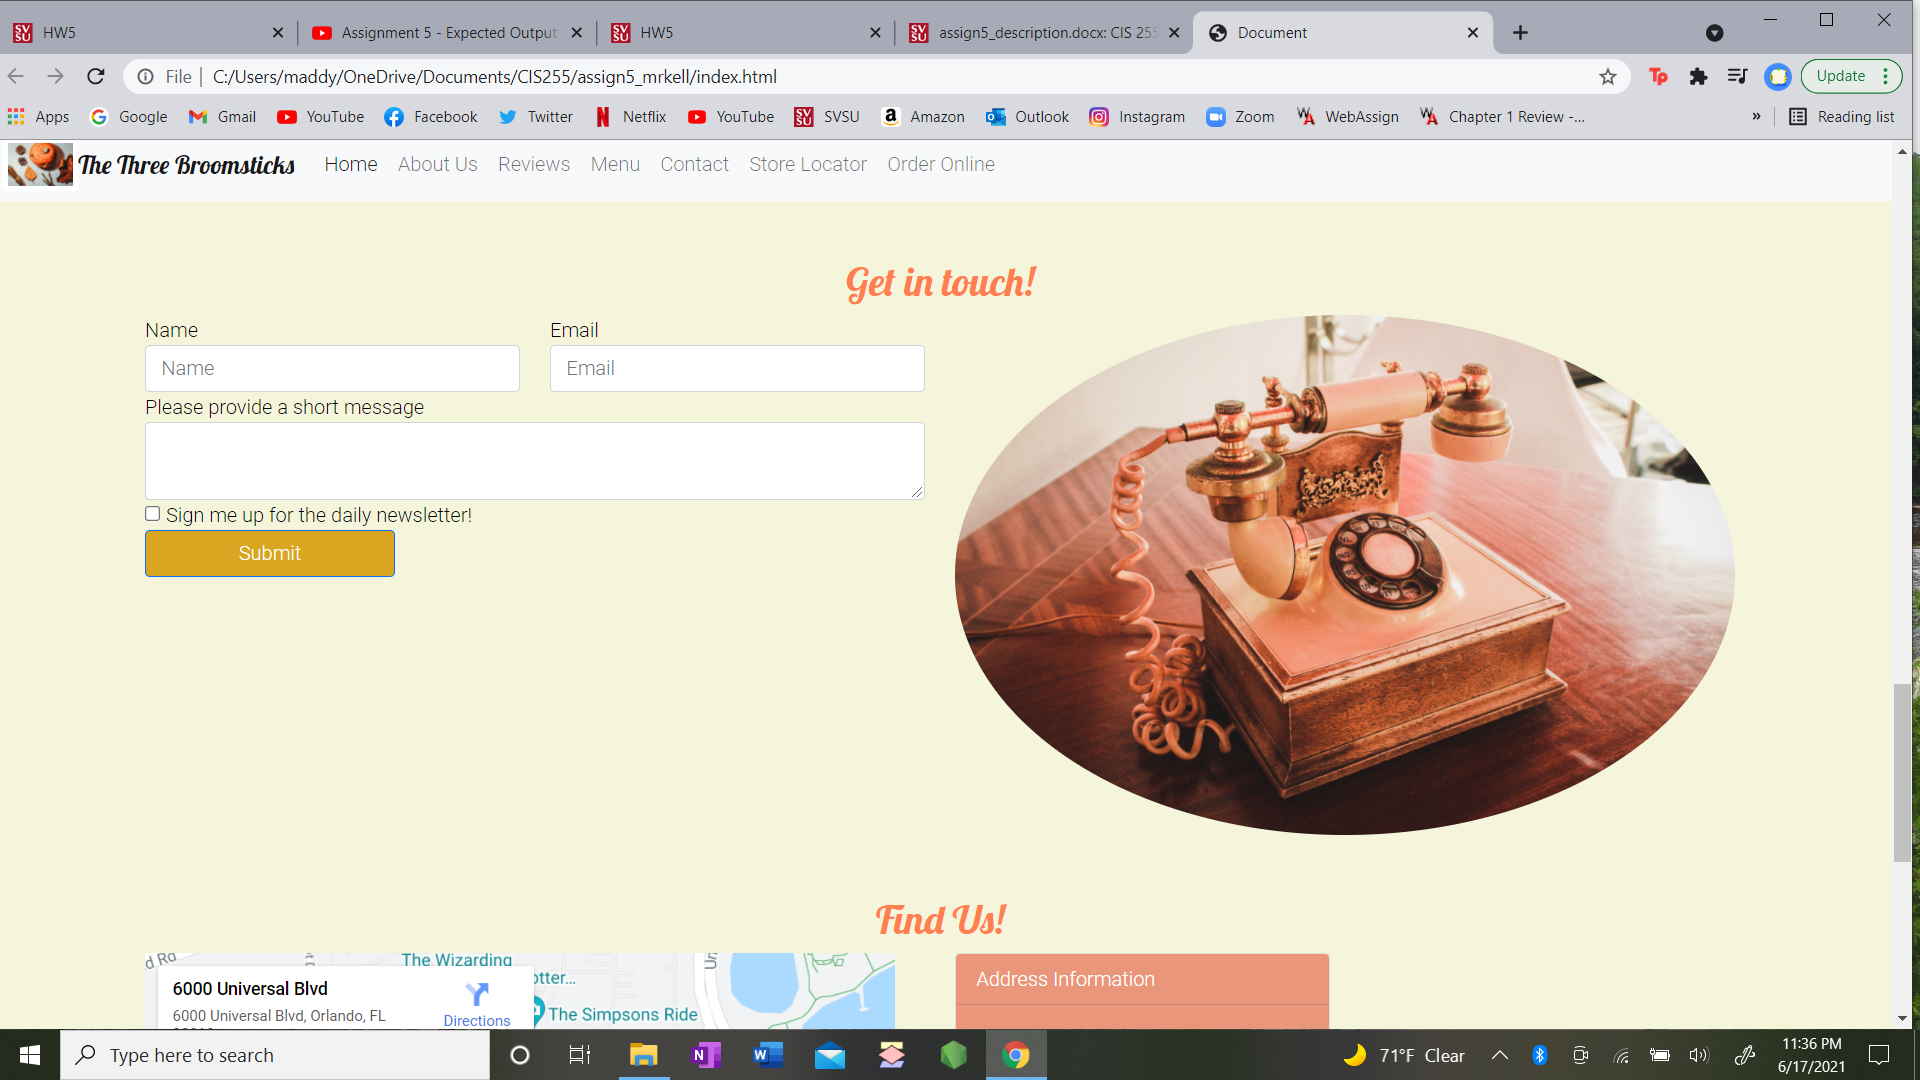 HW5
Assignment 5 - Expected Output
HW5
assign5_description.docx: CIS 255
Document
File
C:/Users/maddy/OneDrive/Documents/CIS255/assign5_mrkell/index.html
Tp
Update
Apps
Google
Gmail
YouTube
Facebook
Twitter
Netflix
YouTube
SVSU
Amazon
Outlook
Instagram
Zoom
WebAssign
Chapter 1 Review -...
»
Reading list
The Three Broomsticks
Home
About Us
Reviews
Menu
Contact
Store Locator
Order Online
Get in touch!
Name
Email
Name
Email
Please provide a short message
Sign me up for the daily newsletter!
Submit
Find Us!
d Rd
The Wizarding
Un
otter...
6000 Universal Blvd
6000 Universal Blvd, Orlando, FL
Directions
The Simpsons Ride
Address Information
Type here to search
71°F Clear
11:36 PM
6/17/2021